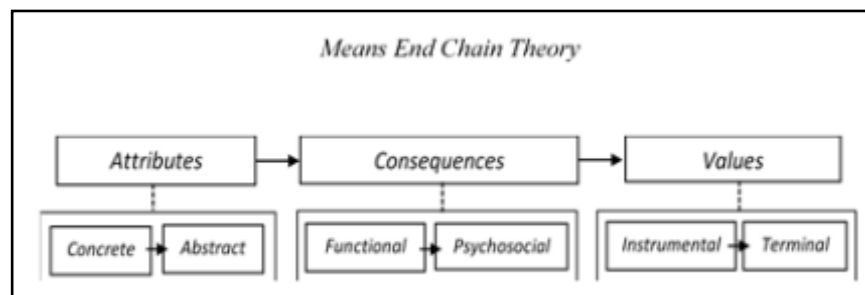 Means End Chain Theory
Attributes Consequences Values
Concrete Abstract Functional Psychosocial Instrumental Terminal